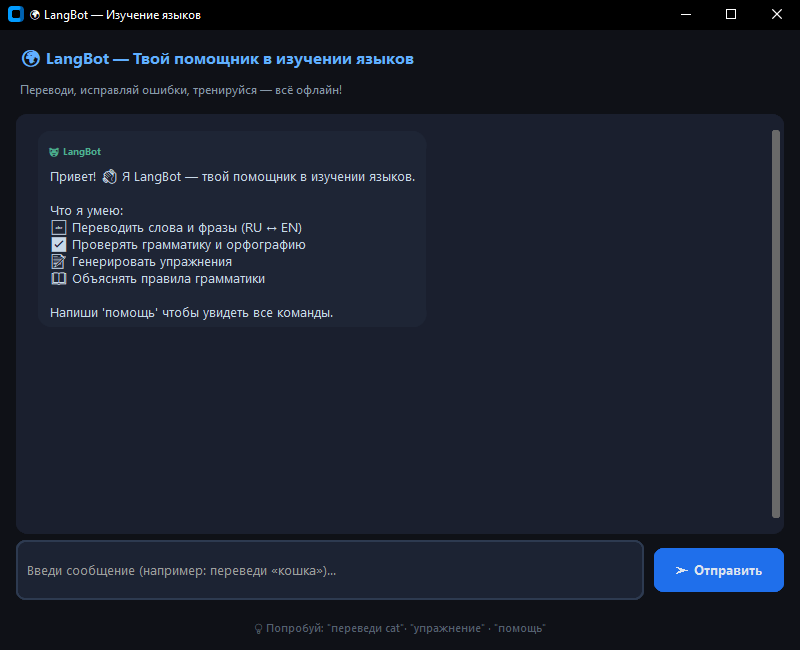 LangBot — Изучение языков
LangBot — Твой помощник в изучении языков
Переводи, исправляй ошибки, тренируйся — всё офлайн!
LangBot
Привет! 👋 Я LangBot — твой помощник в изучении языков.
Что я умею:
Переводить слова и фразы (RU ↔ EN)
Проверять грамматику и орфографию
Генерировать упражнения
Объяснять правила грамматики
Напиши 'помощь' чтобы увидеть все команды.
Введи сообщение (например: переведи «кошка»)...
➣ Отправить
Попробуй: "переведи cat"· "упражнение" · "помощь"